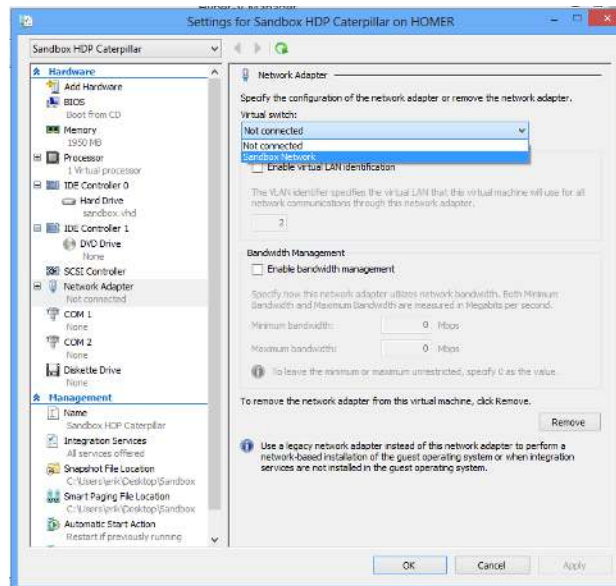 Settings for Sandbox HDP Caterpillar on HOMER
Sandbox HDP Caterpillar
Hardware
Add Hardware
BIOS
Boot from CD
Memory
1950 MB
Processor
1 Virtual processor
IDE Controller 0
Hard Drive
sandbox.vhd
IDE Controller 1
DVD Drive
None
SCSI Controller
Network Adapter
Not connected
COM 1
None
COM 2
None
Diskette Drive
None
Management
Name
Sandbox HDP Caterpillar
Integration Services
All services offered
Snapshot File Location
C:\Users\erik\Desktop\Sandbox
Smart Paging File Location
C:\Users\erik\Desktop\Sandbox
Automatic Start Action
Restart if previously running
Network Adapter
Specify the configuration of the network adapter or remove the network adapter.
Virtual switch:
Not connected
Not connected
Sandbox Network
Enable virtual LAN identification
The VLAN identifier specifies the virtual LAN that this virtual machine will use for all
network communications through this network adapter.
2
Bandwidth Management
Enable bandwidth management
Specify how this network adapter utilizes network bandwidth. Both Minimum
Bandwidth and Maximum Bandwidth are measured in Megabits per second.
Minimum bandwidth: 0 Mbps
Maximum bandwidth: 0 Mbps
To leave the minimum or maximum unrestricted, specify 0 as the value.
To remove the network adapter from this virtual machine, click Remove.
Remove
Use a legacy network adapter instead of this network adapter to perform a
network-based installation of the guest operating system or when integration
services are not installed in the guest operating system.
OK Cancel Apply